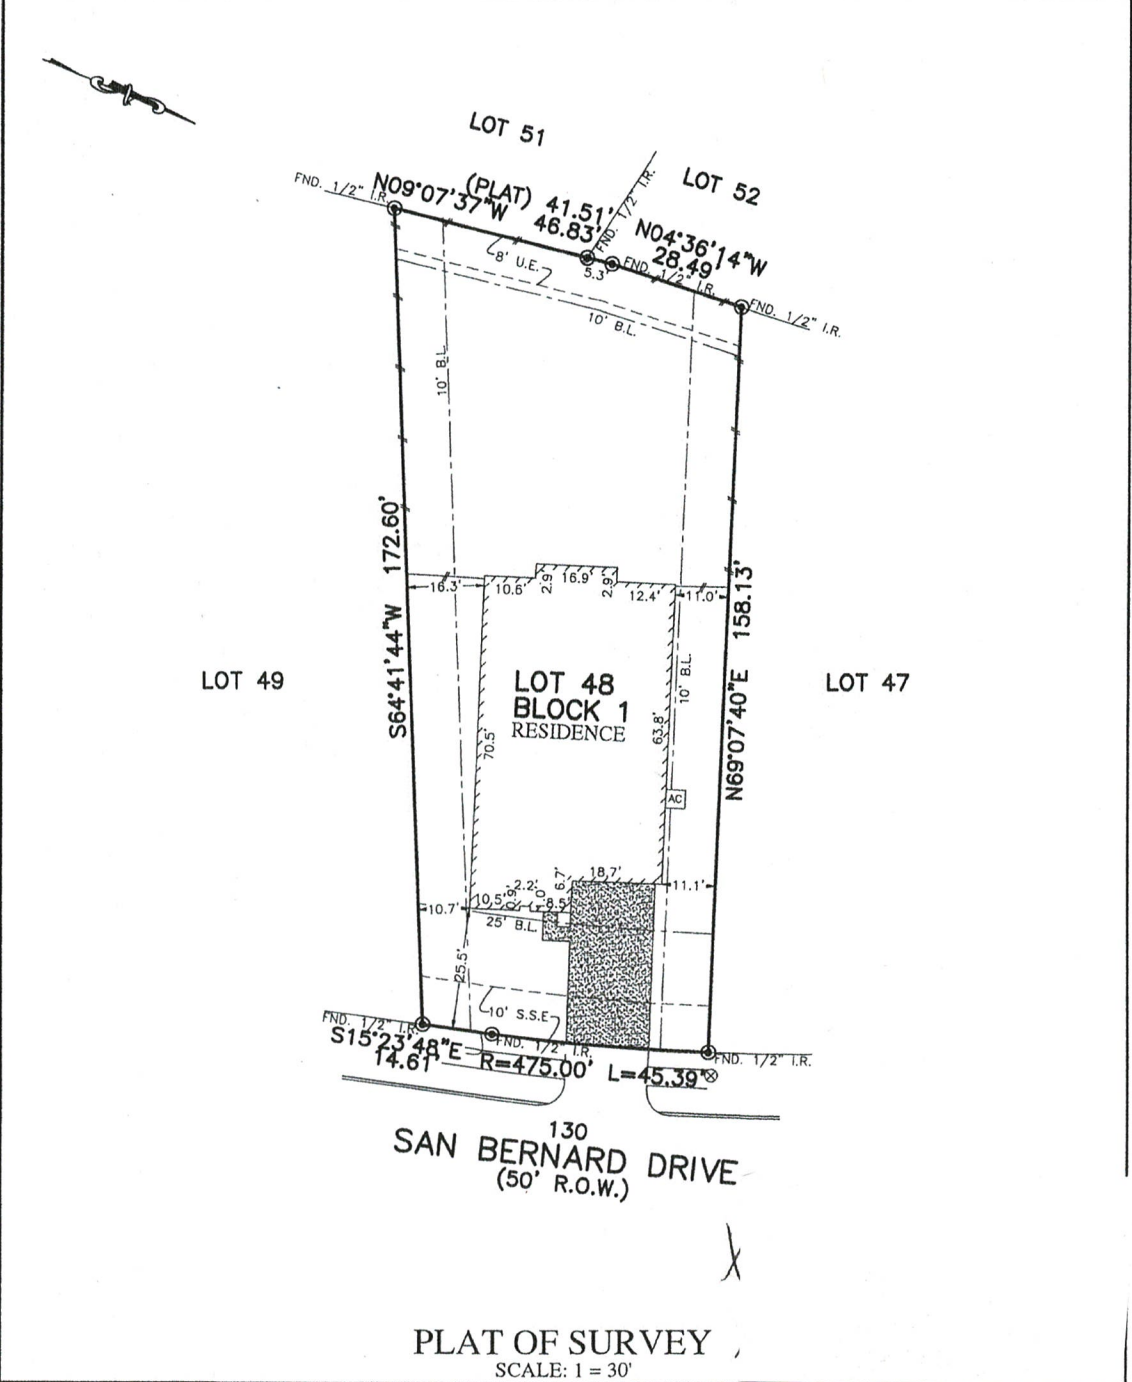 LOT 51
LOT 52
FND. 1/2" I.R.
N09°07'37"W
(PLAT) 41.51'
46.83'
FND. 1/2" I.R.
N04°36'14"W
28.49'
FND. 1/2" I.R.
FND. 1/2" I.R.
8' U.E.
5.3'
10' B.L.
10' B.L.
S64°41'44"W 172.60'
N69°07'40"E 158.13'
16.3'
10.6'
2.9'
16.9'
2.9'
12.4'
11.0'
LOT 49
LOT 48
BLOCK 1
RESIDENCE
LOT 47
10' B.L.
70.5'
63.8'
AC
18.7'
6.7'
2.2'
10.5'
0.9'
8.5'
11.1'
10.7'
25' B.L.
25.5'
10' S.S.E
FND. 1/2" I.R.
S15°23'48"E
14.61'
FND. 1/2" I.R.
R=475.00' L=45.39'
FND. 1/2" I.R.
130
SAN BERNARD DRIVE
(50' R.O.W.)
PLAT OF SURVEY
SCALE: 1 = 30'